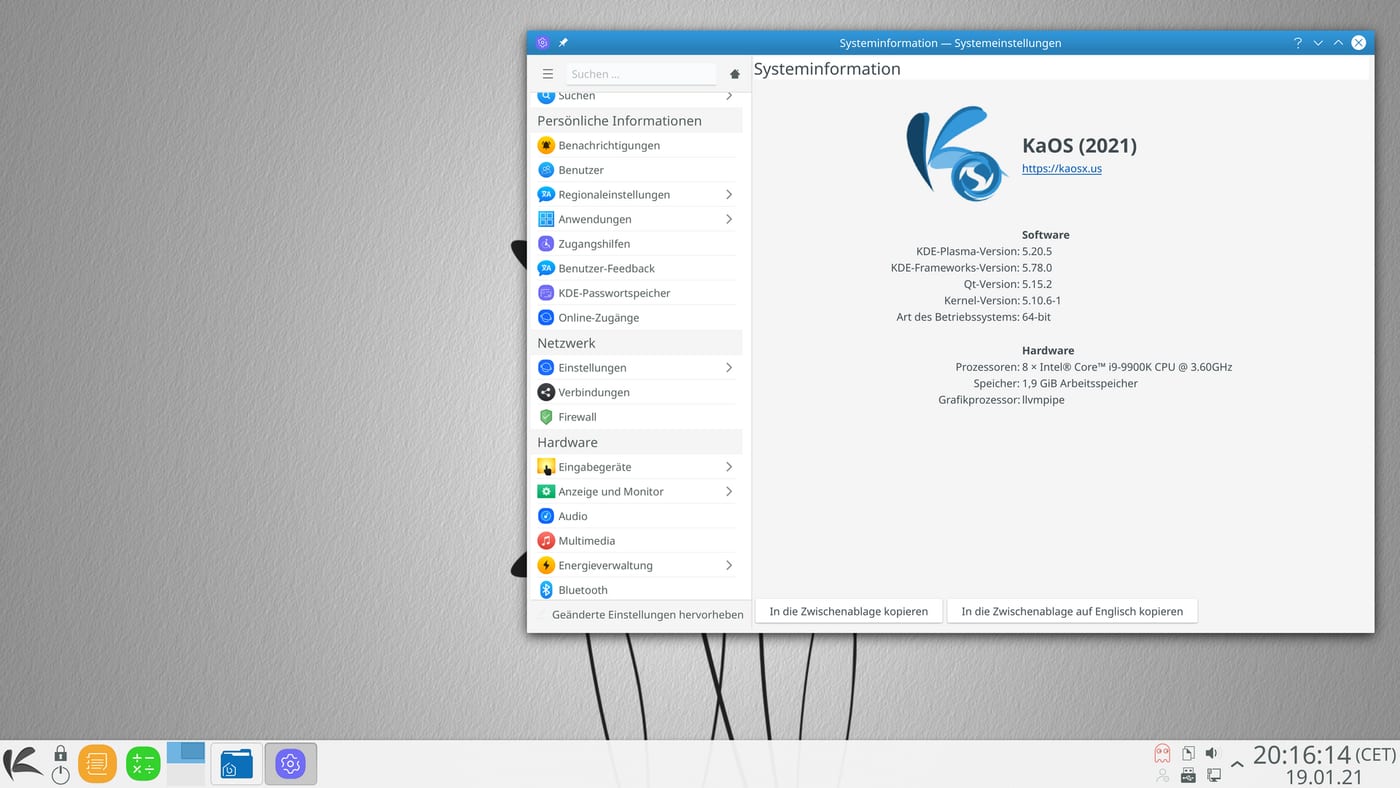 Systeminformation — Systemeinstellungen
Suchen ...
Suchen
Persönliche Informationen
Benachrichtigungen
Benutzer
Regionaleinstellungen
Anwendungen
Zugangshilfen
Benutzer-Feedback
KDE-Passwortspeicher
Online-Zugänge
Netzwerk
Einstellungen
Verbindungen
Firewall
Hardware
Eingabegeräte
Anzeige und Monitor
Audio
Multimedia
Energieverwaltung
Bluetooth
Geänderte Einstellungen hervorheben
Systeminformation
KaOS (2021)
https://kaosx.us
Software
KDE-Plasma-Version: 5.20.5
KDE-Frameworks-Version: 5.78.0
Qt-Version: 5.15.2
Kernel-Version: 5.10.6-1
Art des Betriebssystems: 64-bit
Hardware
Prozessoren: 8 × Intel® Core™ i9-9900K CPU @ 3.60GHz
Speicher: 1,9 GiB Arbeitsspeicher
Grafikprozessor: llvmpipe
In die Zwischenablage kopieren
In die Zwischenablage auf Englisch kopieren
20:16:14 (CET)
19.01.21